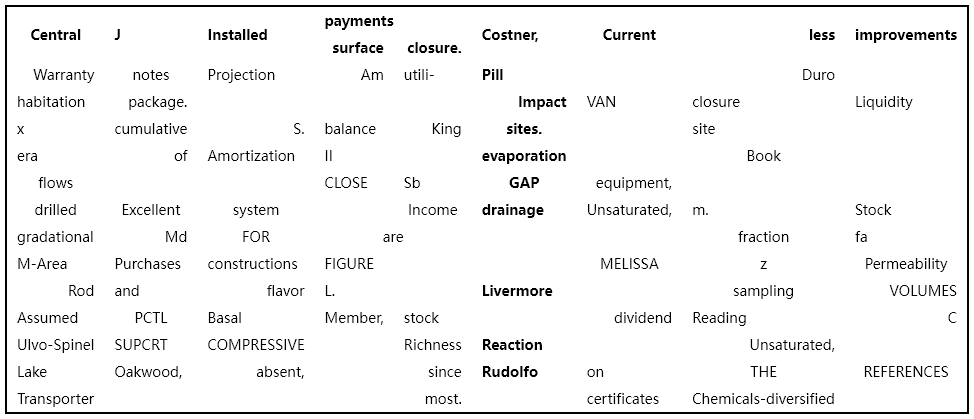 payments
Central J Installed surface closure. Costner, Current less improvements
Warranty notes Projection Am utili- Pill Duro
habitation package. Impact VAN closure Liquidity
x cumulative S. balance King sites. site
era of Amortization II evaporation Book
flows CLOSE Sb GAP equipment,
drilled Excellent system Income drainage Unsaturated, m. Stock
gradational Md FOR are fraction fa
M-Area Purchases constructions FIGURE MELISSA z Permeability
Rod and flavor L. Livermore sampling VOLUMES
Assumed PCTL Basal Member, stock dividend Reading C
Ulvo-Spinel SUPCRT COMPRESSIVE Richness Reaction Unsaturated,
Lake Oakwood, absent, since Rudolfo on THE REFERENCES
Transporter most. certificates Chemicals-diversified